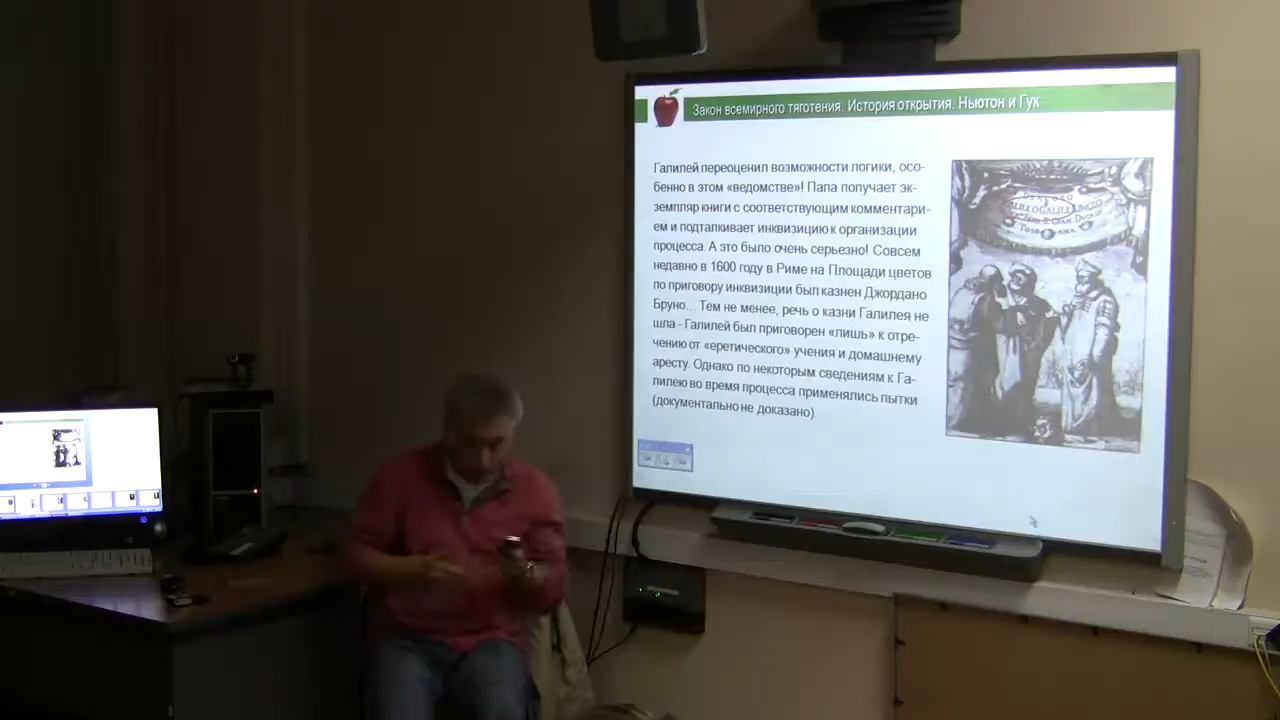 Закон всемирного тяготения. История открытия. Ньютон и Гук
Галилей переоценил возможности логики, осо-
бенно в этом «ведомстве»! Папа получает эк-
земпляр книги с соответствующим комментари-
ем и подталкивает инквизицию к организации
процесса. А это было очень серьезно! Совсем
недавно в 1600 году в Риме на Площади цветов
по приговору инквизиции был казнен Джордано
Бруно... Тем не менее, речь о казни Галилея не
шла - Галилей был приговорен «лишь» к отре-
чению от «еретического» учения и домашнему
аресту. Однако по некоторым сведениям к Га-
лилею во время процесса применялись пытки
(документально не доказано).